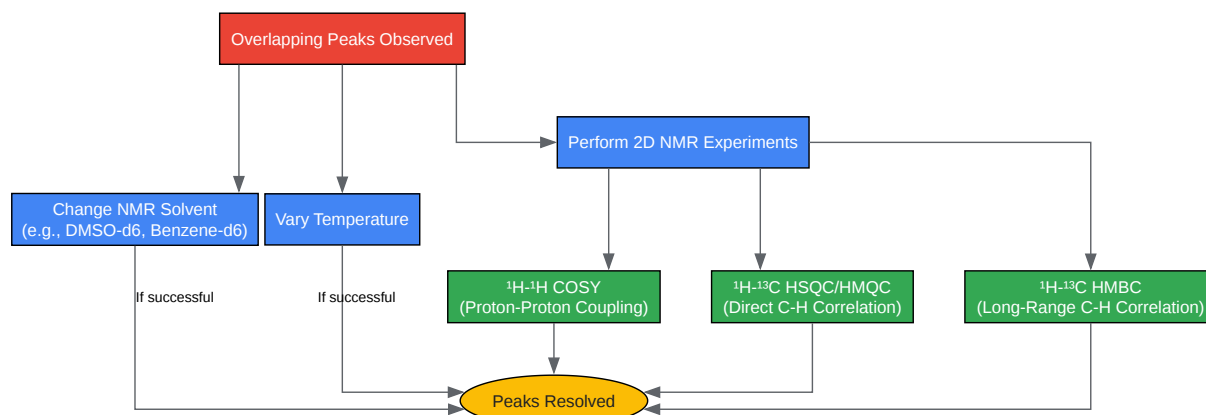 Overlapping Peaks Observed
Perform 2D NMR Experiments
Change NMR Solvent
(e.g., DMSO-d6, Benzene-d6)
Vary Temperature
¹H-¹H COSY
(Proton-Proton Coupling)
¹H-¹³C HSQC/HMQC
(Direct C-H Correlation)
¹H-¹³C HMBC
(Long-Range C-H Correlation)
If successful
If successful
Peaks Resolved